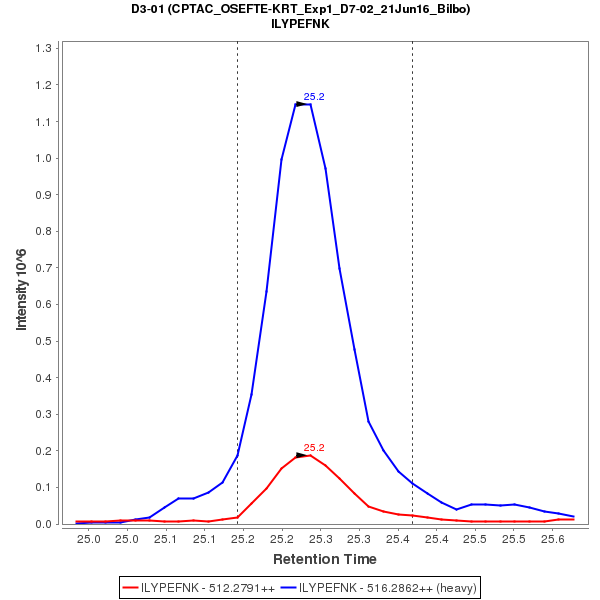 D3-01 (CPTAC_OSEFTE-KRT_Exp1_D7-02_21Jun16_Bilbo)
ILYPEFNK
1.3
1.2
1.1
1.0
0.9
0.8
0.7
0.6
0.5
0.4
0.3
0.2
0.1
0.0
Intensity 10^6
25.2
25.2
25.0 25.0 25.1 25.1 25.2 25.2 25.3 25.3 25.4 25.4 25.5 25.5 25.6
Retention Time
ILYPEFNK - 512.2791++ ILYPEFNK - 516.2862++ (heavy)